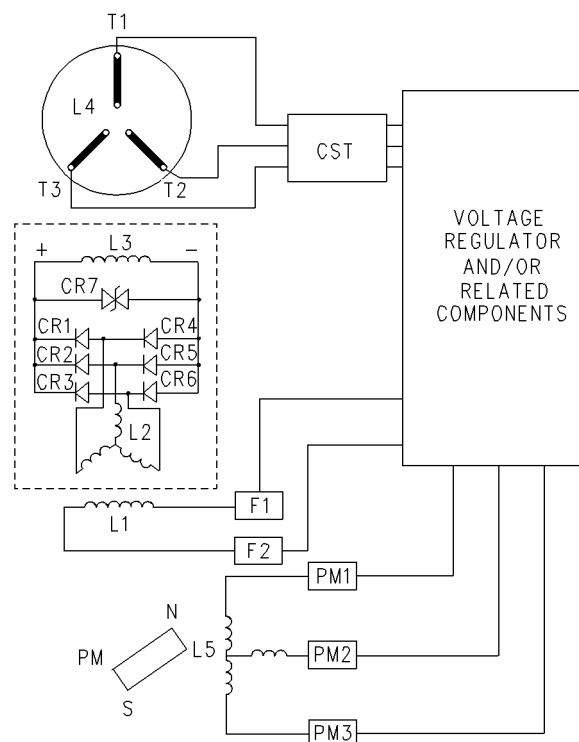 T1
L4
T3
T2
CST
VOLTAGE
REGULATOR
AND/OR
RELATED
COMPONENTS
+ L3 -
CR7
CR1 CR4
CR2 CR5
CR3 CR6
L2
L1
F1
F2
PM1
N
PM L5 PM2
S
PM3